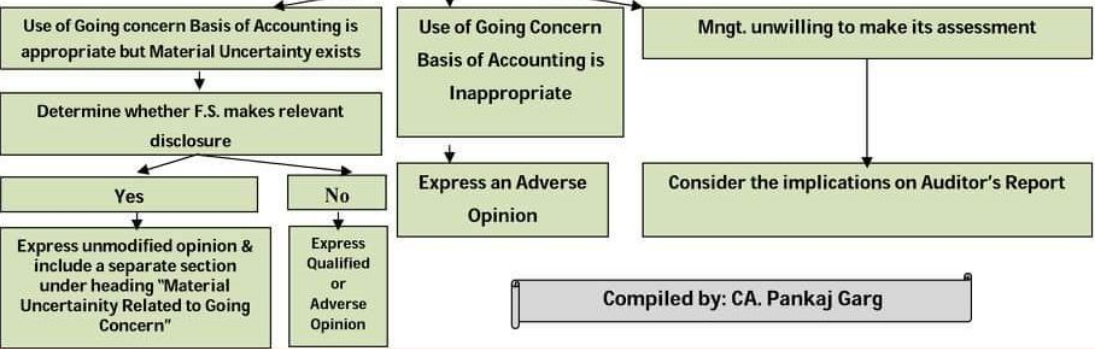 Use of Going concern Basis of Accounting is
appropriate but Material Uncertainty exists
Determine whether F.S. makes relevant
disclosure
Yes
No
Express unmodified opinion &
include a separate section
under heading "Material
Uncertainity Related to Going
Concern"
Express
Qualified
or
Adverse
Opinion
Use of Going Concern
Basis of Accounting is
Inappropriate
Express an Adverse
Opinion
Mngt. unwilling to make its assessment
Consider the implications on Auditor's Report
Compiled by: CA. Pankaj Garg